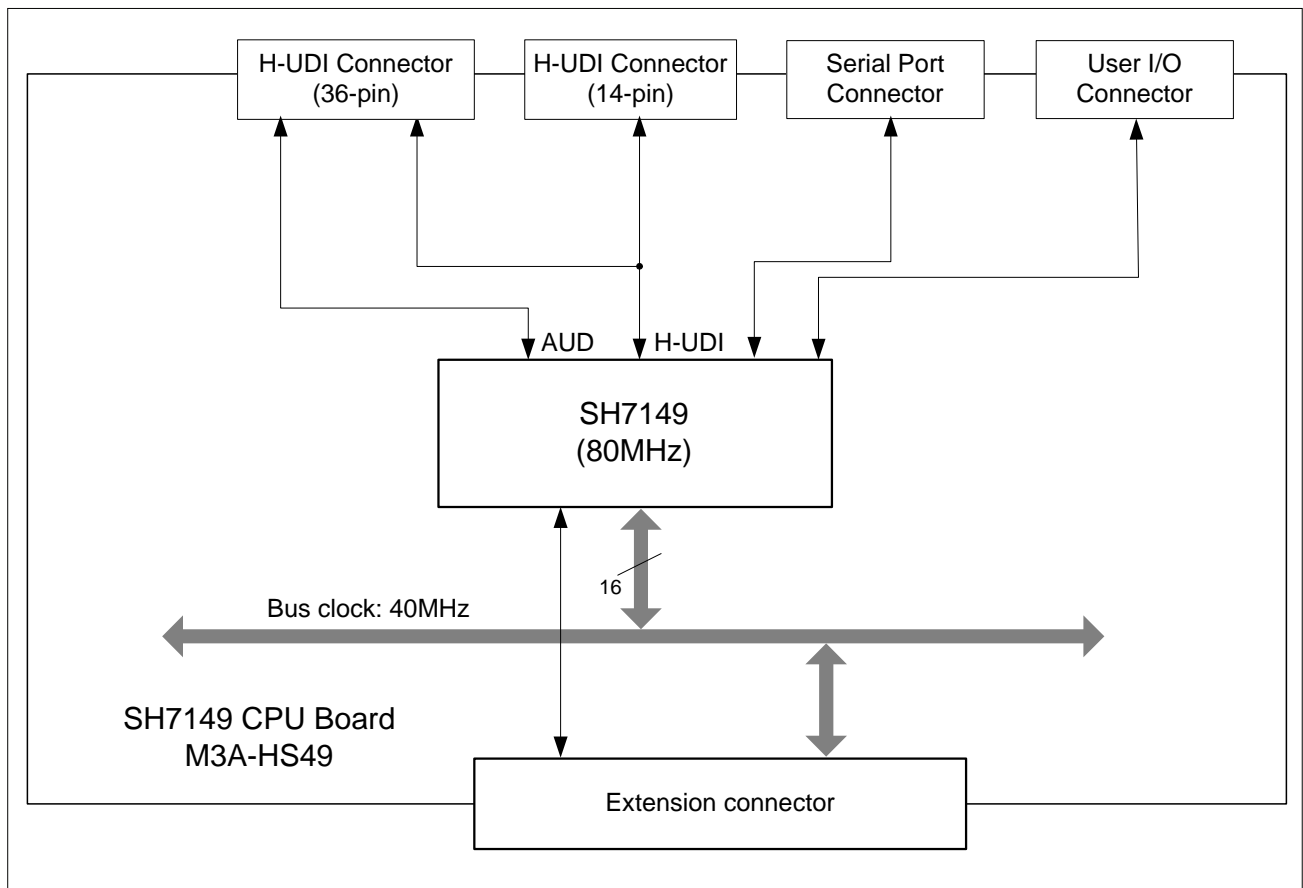 H-UDI Connector
(36-pin)
H-UDI Connector
(14-pin)
Serial Port
Connector
User I/O
Connector
AUD
H-UDI
SH7149
(80MHz)
16
Bus clock: 40MHz
SH7149 CPU Board
M3A-HS49
Extension connector